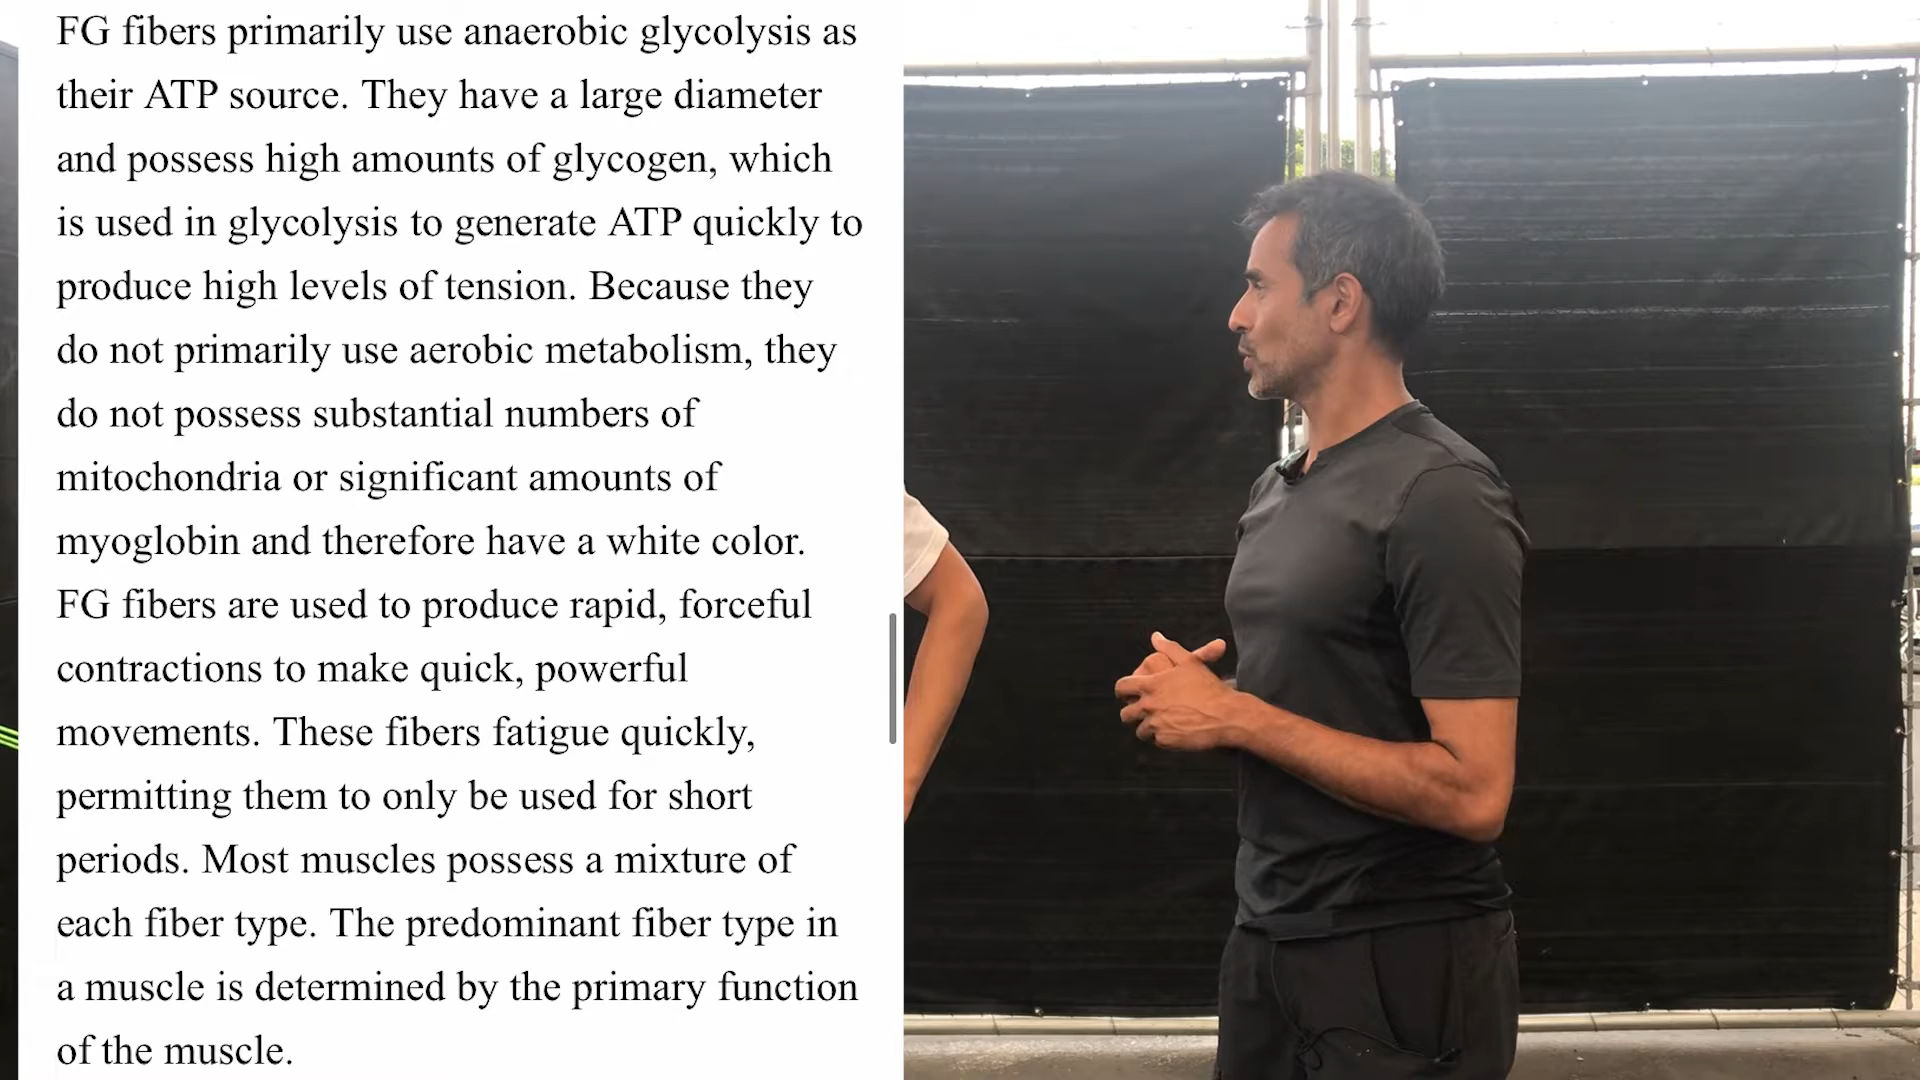 FG fibers primarily use anaerobic glycolysis as
their ATP source. They have a large diameter
and possess high amounts of glycogen, which
is used in glycolysis to generate ATP quickly to
produce high levels of tension. Because they
do not primarily use aerobic metabolism, they
do not possess substantial numbers of
mitochondria or significant amounts of
myoglobin and therefore have a white color.
FG fibers are used to produce rapid, forceful
contractions to make quick, powerful
movements. These fibers fatigue quickly,
permitting them to only be used for short
periods. Most muscles possess a mixture of
each fiber type. The predominant fiber type in
a muscle is determined by the primary function
of the muscle.